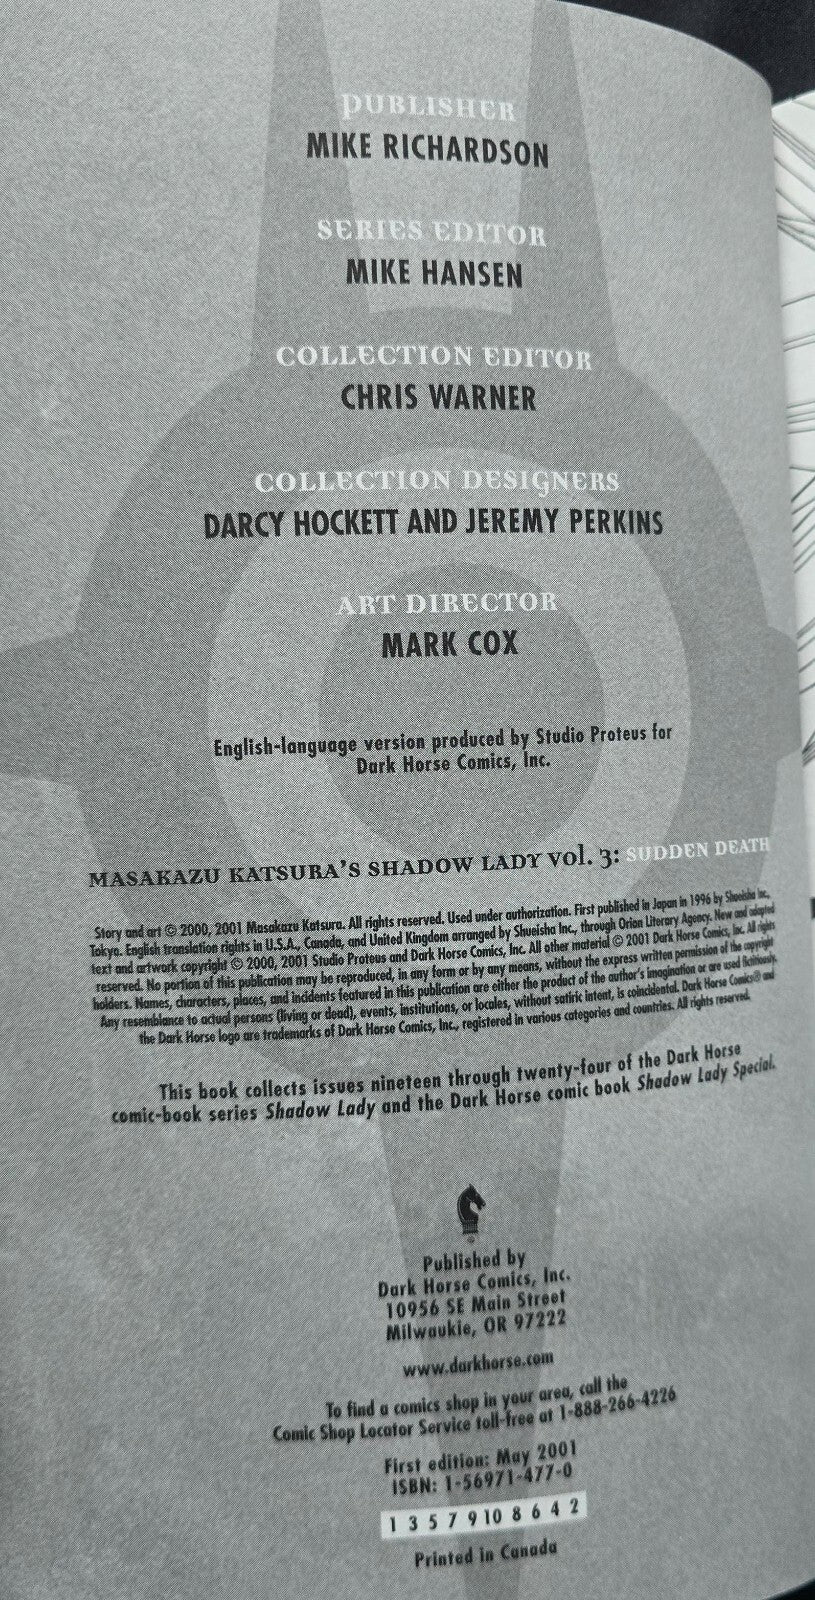 PUBLISHER
MIKE RICHARDSON
SERIES EDITOR
MIKE HANSEN
COLLECTION EDITOR
CHRIS WARNER
COLLECTION DESIGNERS
DARCY HOCKETT AND JEREMY PERKINS
ART DIRECTOR
MARK COX
English-language version produced by Studio Proteus for
Dark Horse Comics, Inc.
MASAKAZU KATSURA'S SHADOW LADY vol. 3: SUDDEN DEATH
Story and art © 2000, 2001 Masakazu Katsura. All rights reserved. Used under authorization. First published in Japan in 1996 by Shueisha Inc,
Tokyo. English translation rights in U.S.A., Canada, and United Kingdom arranged by Shueisha Inc, through Orion Literary Agency. New and adapted
text and artwork copyright © 2000, 2001 Studio Proteus and Dark Horse Comics, Inc. All other material © 2001 Dark Horse Comics, Inc. All rights
reserved. No portion of this publication may be reproduced, in any form or by any means, without the express written permission of the copyright
holders. Names, characters, places, and incidents featured in this publication are either the product of the author's imagination or are used fictitiously.
Any resemblance to actual persons (living or dead), events, institutions, or locales, without satiric intent, is coincidental. Dark Horse Comics® and
the Dark Horse logo are trademarks of Dark Horse Comics, Inc., registered in various categories and countries. All rights reserved.
This book collects issues nineteen through twenty-four of the Dark Horse
comic-book series Shadow Lady and the Dark Horse comic book Shadow Lady Special.
Published by
Dark Horse Comics, Inc.
10956 SE Main Street
Milwaukie, OR 97222
www.darkhorse.com
To find a comics shop in your area, call the
Comic Shop Locator Service toll-free at 1-888-266-4226
First edition: May 2001
ISBN: 1-56971-477-0
1 3 5 7 9 10 8 6 4 2
Printed in Canada